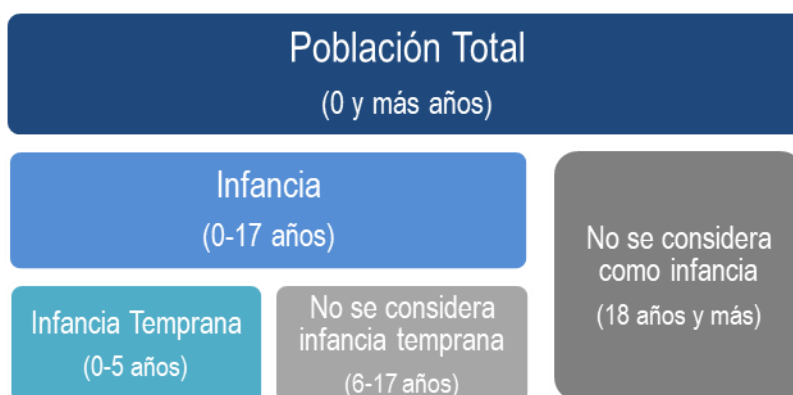 Población Total
(0 y más años)
Infancia
(0-17 años)
No se considera
como infancia
(18 años y más)
Infancia Temprana
(0-5 años)
No se considera
infancia temprana
(6-17 años)